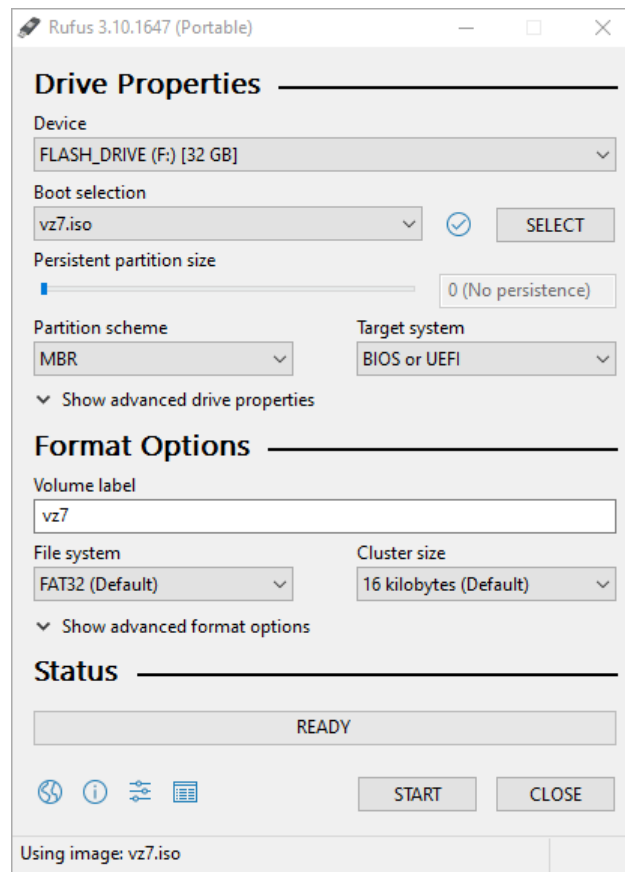 Rufus 3.10.1647 (Portable)
Drive Properties
Device
FLASH_DRIVE (F:) [32 GB]
Boot selection
vz7.iso
SELECT
Persistent partition size
0 (No persistence)
Partition scheme
Target system
MBR
BIOS or UEFI
Show advanced drive properties
Format Options
Volume label
vz7
File system
Cluster size
FAT32 (Default)
16 kilobytes (Default)
Show advanced format options
Status
READY
START
CLOSE
Using image: vz7.iso